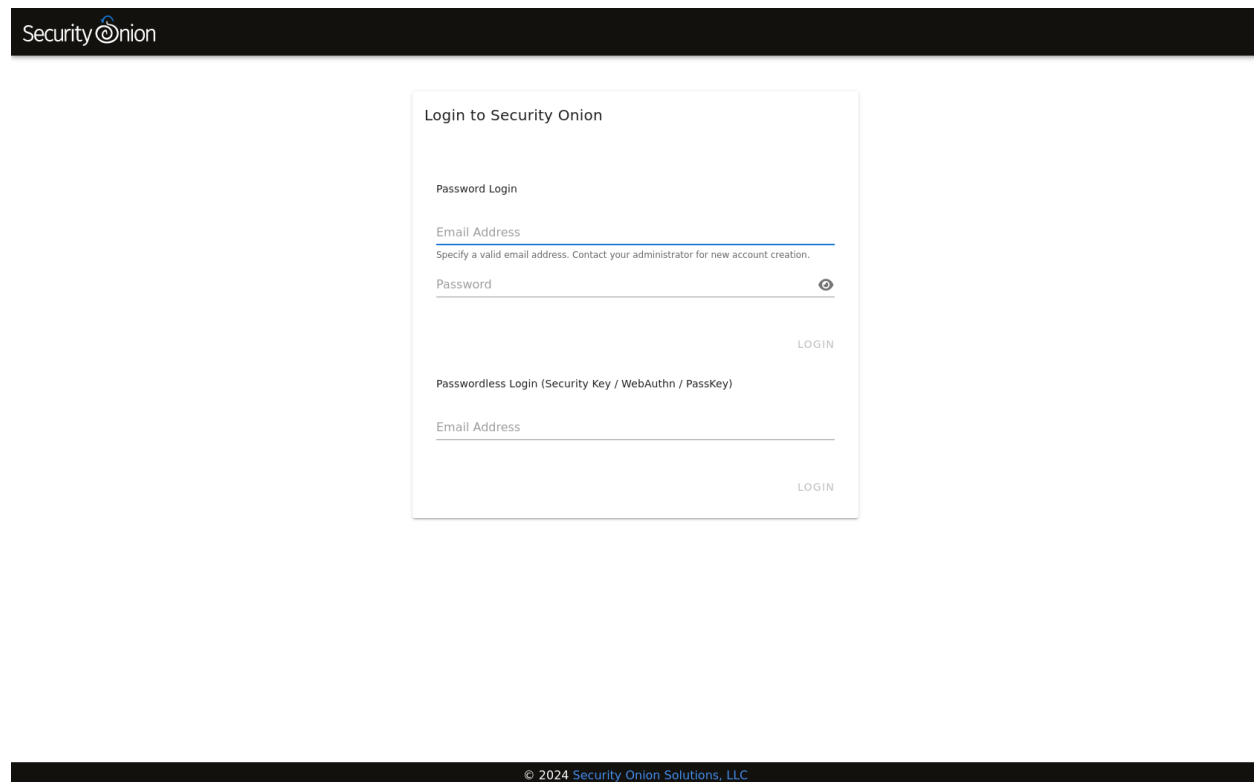 Security Onion
Login to Security Onion
Password Login
Email Address
Specify a valid email address. Contact your administrator for new account creation.
Password
LOGIN
Passwordless Login (Security Key / WebAuthn / PassKey)
Email Address
LOGIN
© 2024 Security Onion Solutions, LLC